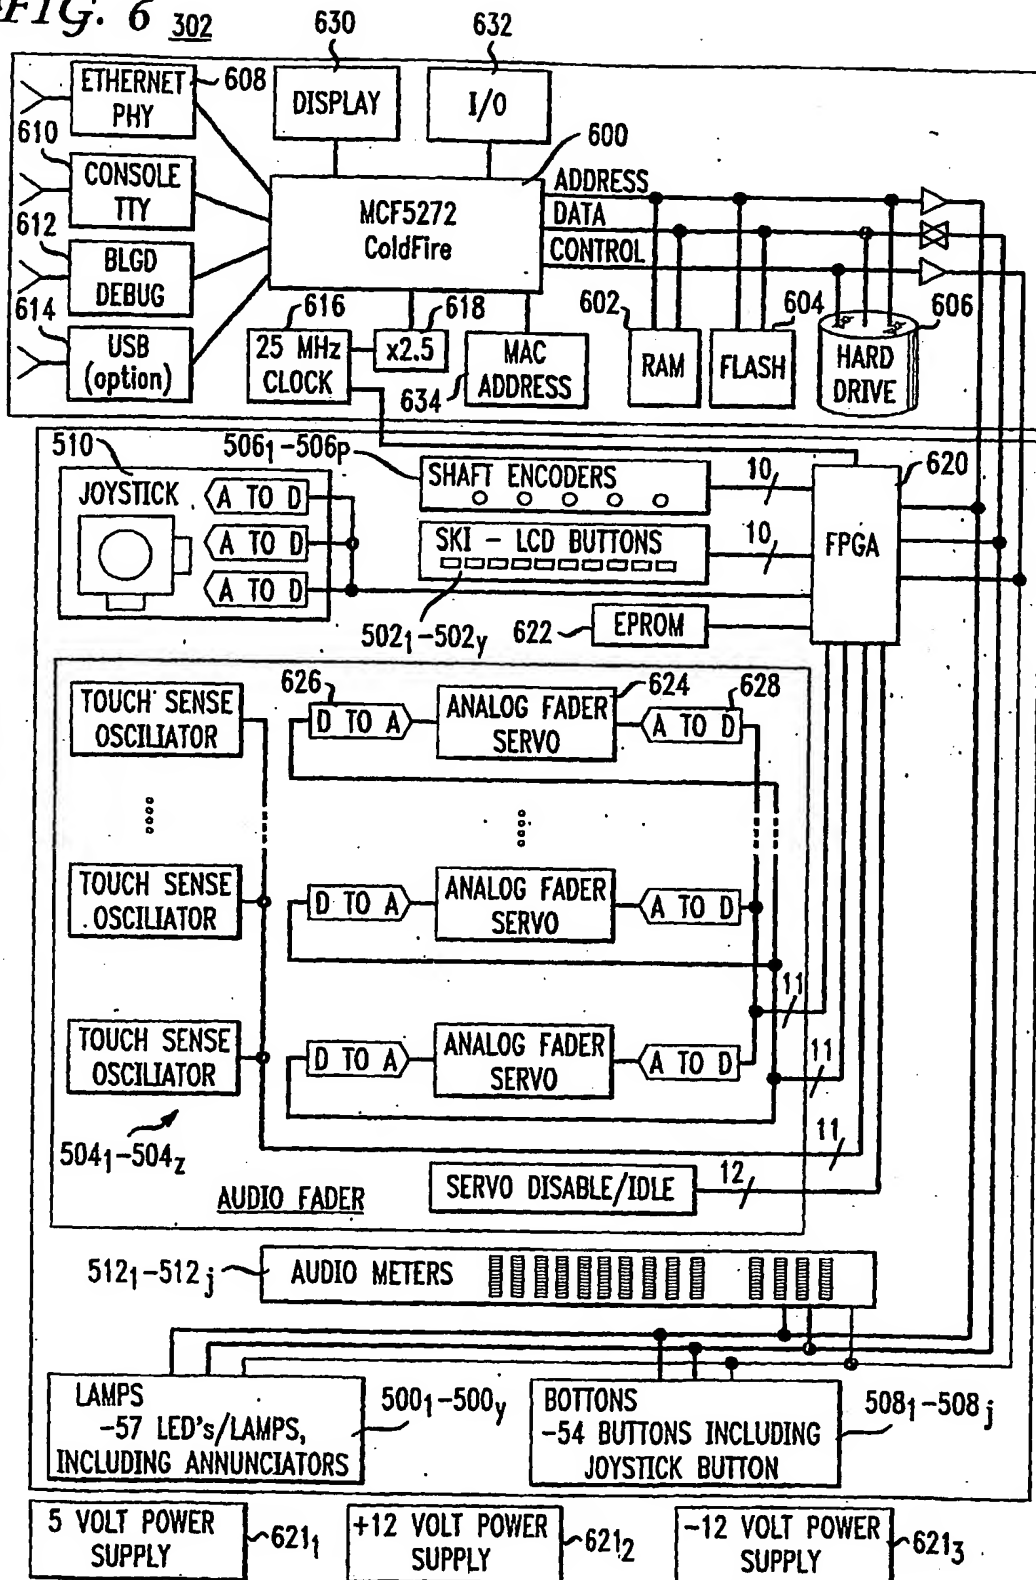 FIG. 6 302
630
632
ETHERNET
PHY
608
DISPLAY
I/O
610
CONSOLE
TTY
600
MCF5272
ColdFire
ADDRESS
DATA
CONTROL
612
BLGD
DEBUG
614
USB
(option)
616
25 MHz
CLOCK
618
x2.5
MAC
ADDRESS
634
602
RAM
604
FLASH
606
HARD
DRIVE
510
JOYSTICK
A TO D
A TO D
A TO D
506₁-506ₚ
SHAFT ENCODERS
10
620
FPGA
SKI - LCD BUTTONS
10
502₁-502y
622
EPROM
TOUCH SENSE
OSCILIATOR
626
D TO A
ANALOG FADER
SERVO
624
628
A TO D
TOUCH SENSE
OSCILIATOR
D TO A
ANALOG FADER
SERVO
A TO D
11
TOUCH SENSE
OSCILIATOR
D TO A
ANALOG FADER
SERVO
A TO D
11
11
504₁-504z
12
SERVO DISABLE/IDLE
AUDIO FADER
512₁-512ⱼ
AUDIO METERS
LAMPS
-57 LED's/LAMPS,
INCLUDING ANNUNCIATORS
500₁-500y
BOTTONS
-54 BUTTONS INCLUDING
JOYSTICK BUTTON
508₁-508ⱼ
5 VOLT POWER
SUPPLY
621₁
+12 VOLT POWER
SUPPLY
621₂
-12 VOLT POWER
SUPPLY
621₃